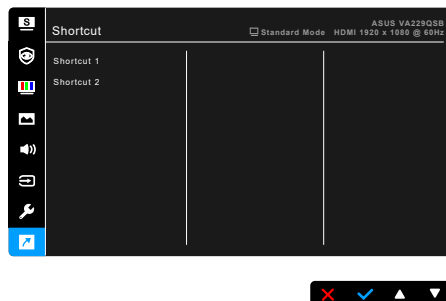 S
ASUS VA229QSB
Shortcut
Standard Mode HDMI 1920 x 1080 @ 60Hz
Shortcut 1
Shortcut 2